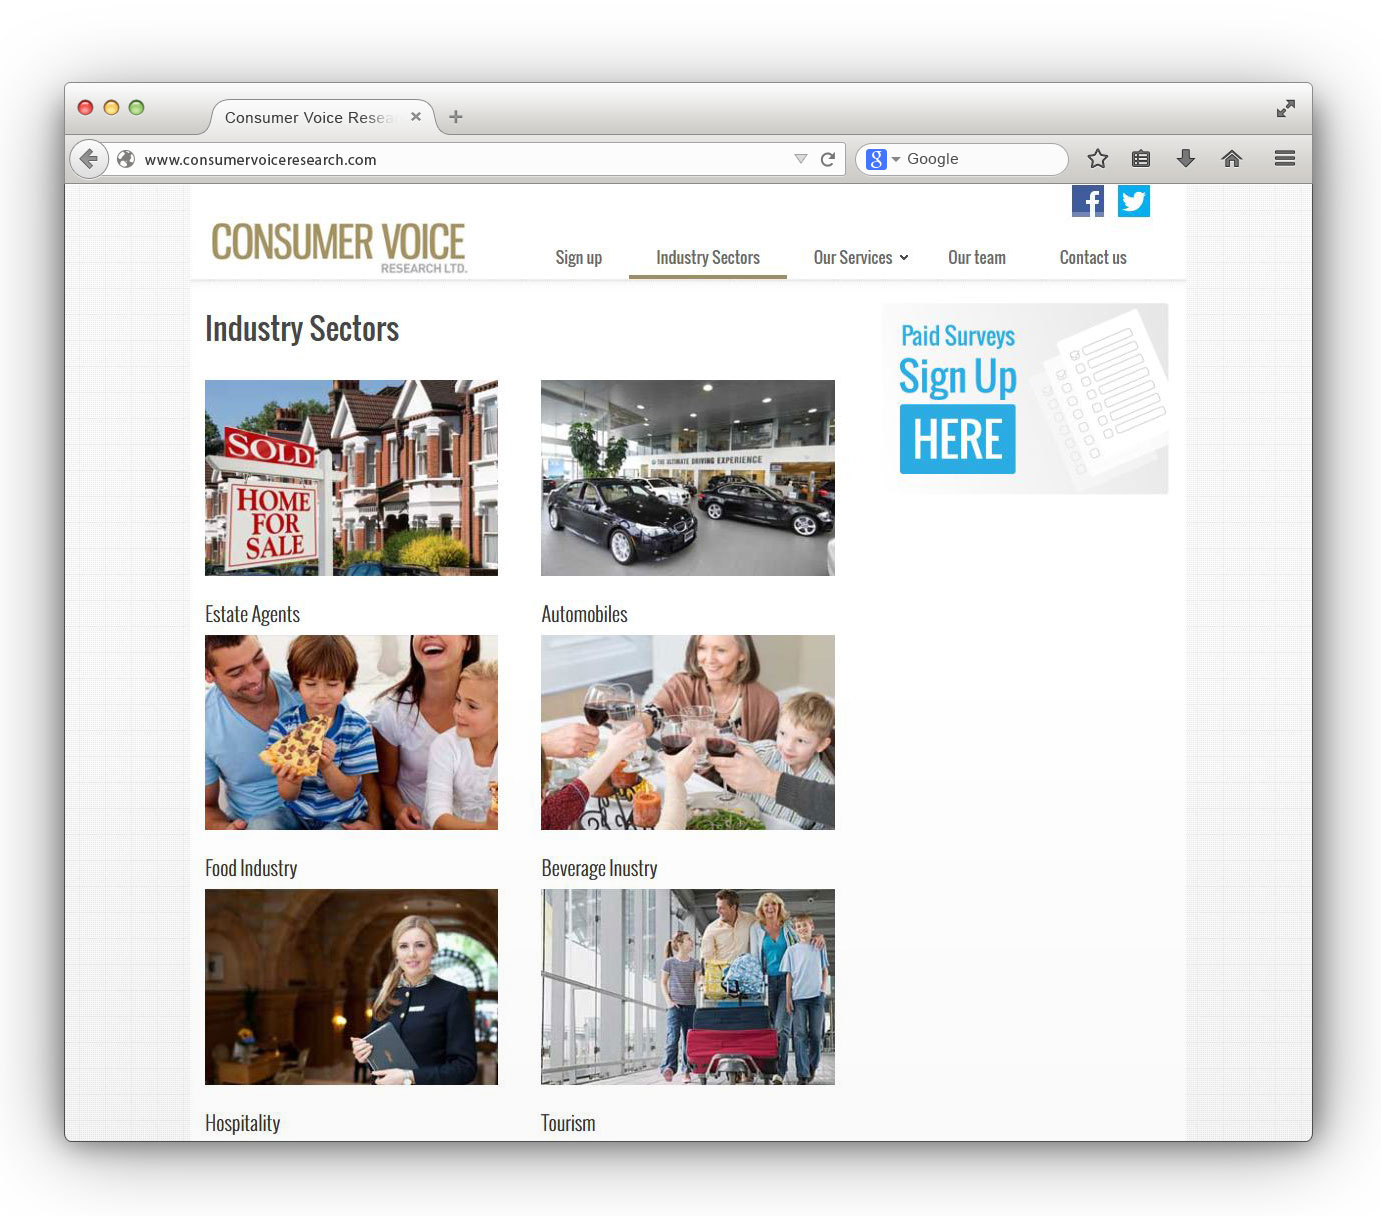 Consumer Voice Resea
www.consumervoiceresearch.com
Google
CONSUMER VOICE
RESEARCH LTD.
Sign up
Industry Sectors
Our Services
Our team
Contact us
Industry Sectors
Paid Surveys
Sign Up
HERE
SOLD
HOME
FOR
SALE
THE ULTIMATE DRIVING EXPERIENCE
Estate Agents
Automobiles
Food Industry
Beverage Inustry
Hospitality
Tourism